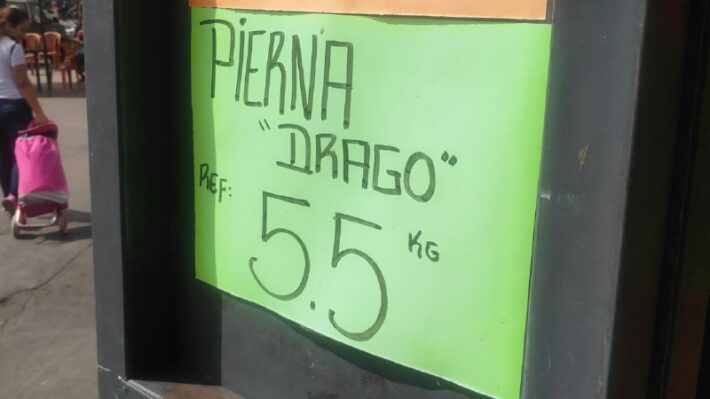 PIERNA
"DRAGO"
REF:
5.5 KG